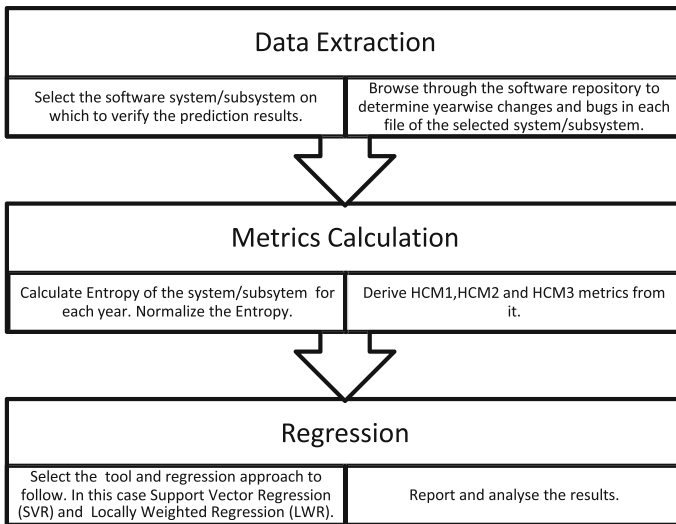 Data Extraction
Select the software system/subsystem on
which to verify the prediction results.
Browse through the software repository to
determine yearwise changes and bugs in each
file of the selected system/subsystem.
Metrics Calculation
Calculate Entropy of the system/subsytem for
each year. Normalize the Entropy.
Derive HCM1,HCM2 and HCM3 metrics from
it.
Regression
Select the tool and regression approach to
follow. In this case Support Vector Regression
(SVR) and Locally Weighted Regression (LWR).
Report and analyse the results.